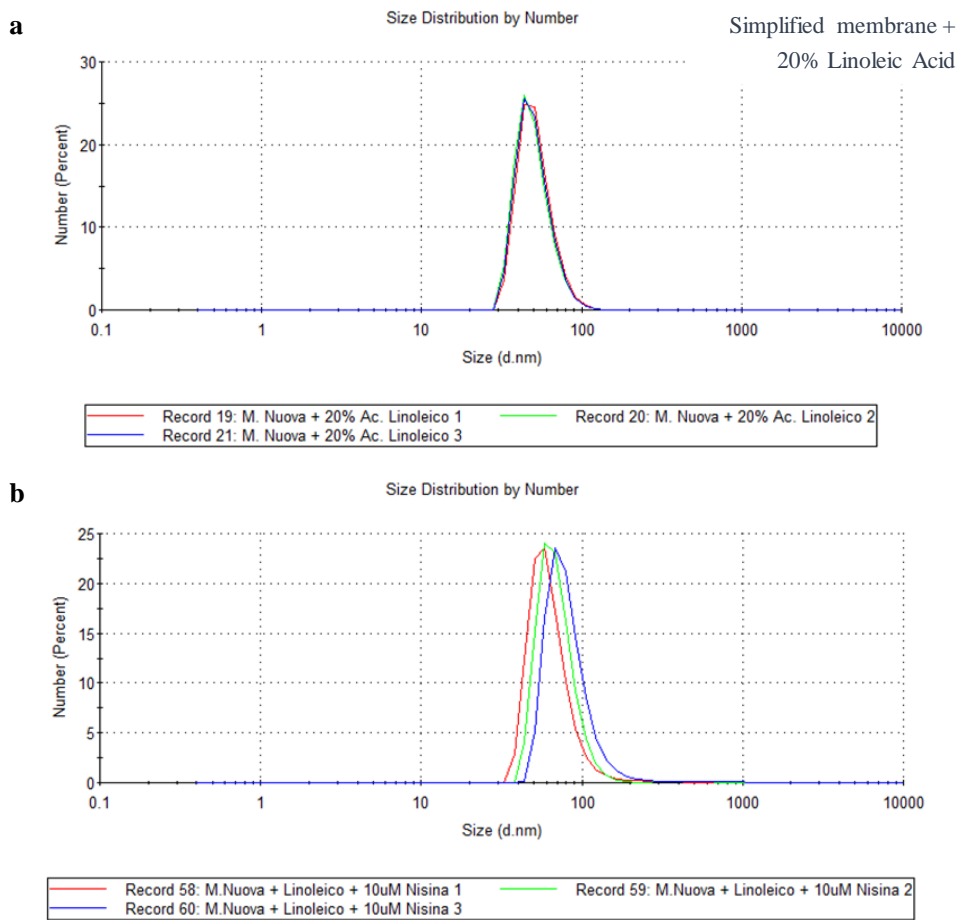 a
Size Distribution by Number
Simplified membrane +
20% Linoleic Acid
30
20
10
0
Number (Percent)
0.1 1 10 100 1000 10000
Size (d.nm)
Record 19: M. Nuova + 20% Ac. Linoleico 1 Record 20: M. Nuova + 20% Ac. Linoleico 2
Record 21: M. Nuova + 20% Ac. Linoleico 3
b
Size Distribution by Number
25
20
15
10
5
0
Number (Percent)
0.1 1 10 100 1000 10000
Size (d.nm)
Record 58: M.Nuova + Linoleico + 10uM Nisina 1 Record 59: M.Nuova + Linoleico + 10uM Nisina 2
Record 60: M.Nuova + Linoleico + 10uM Nisina 3